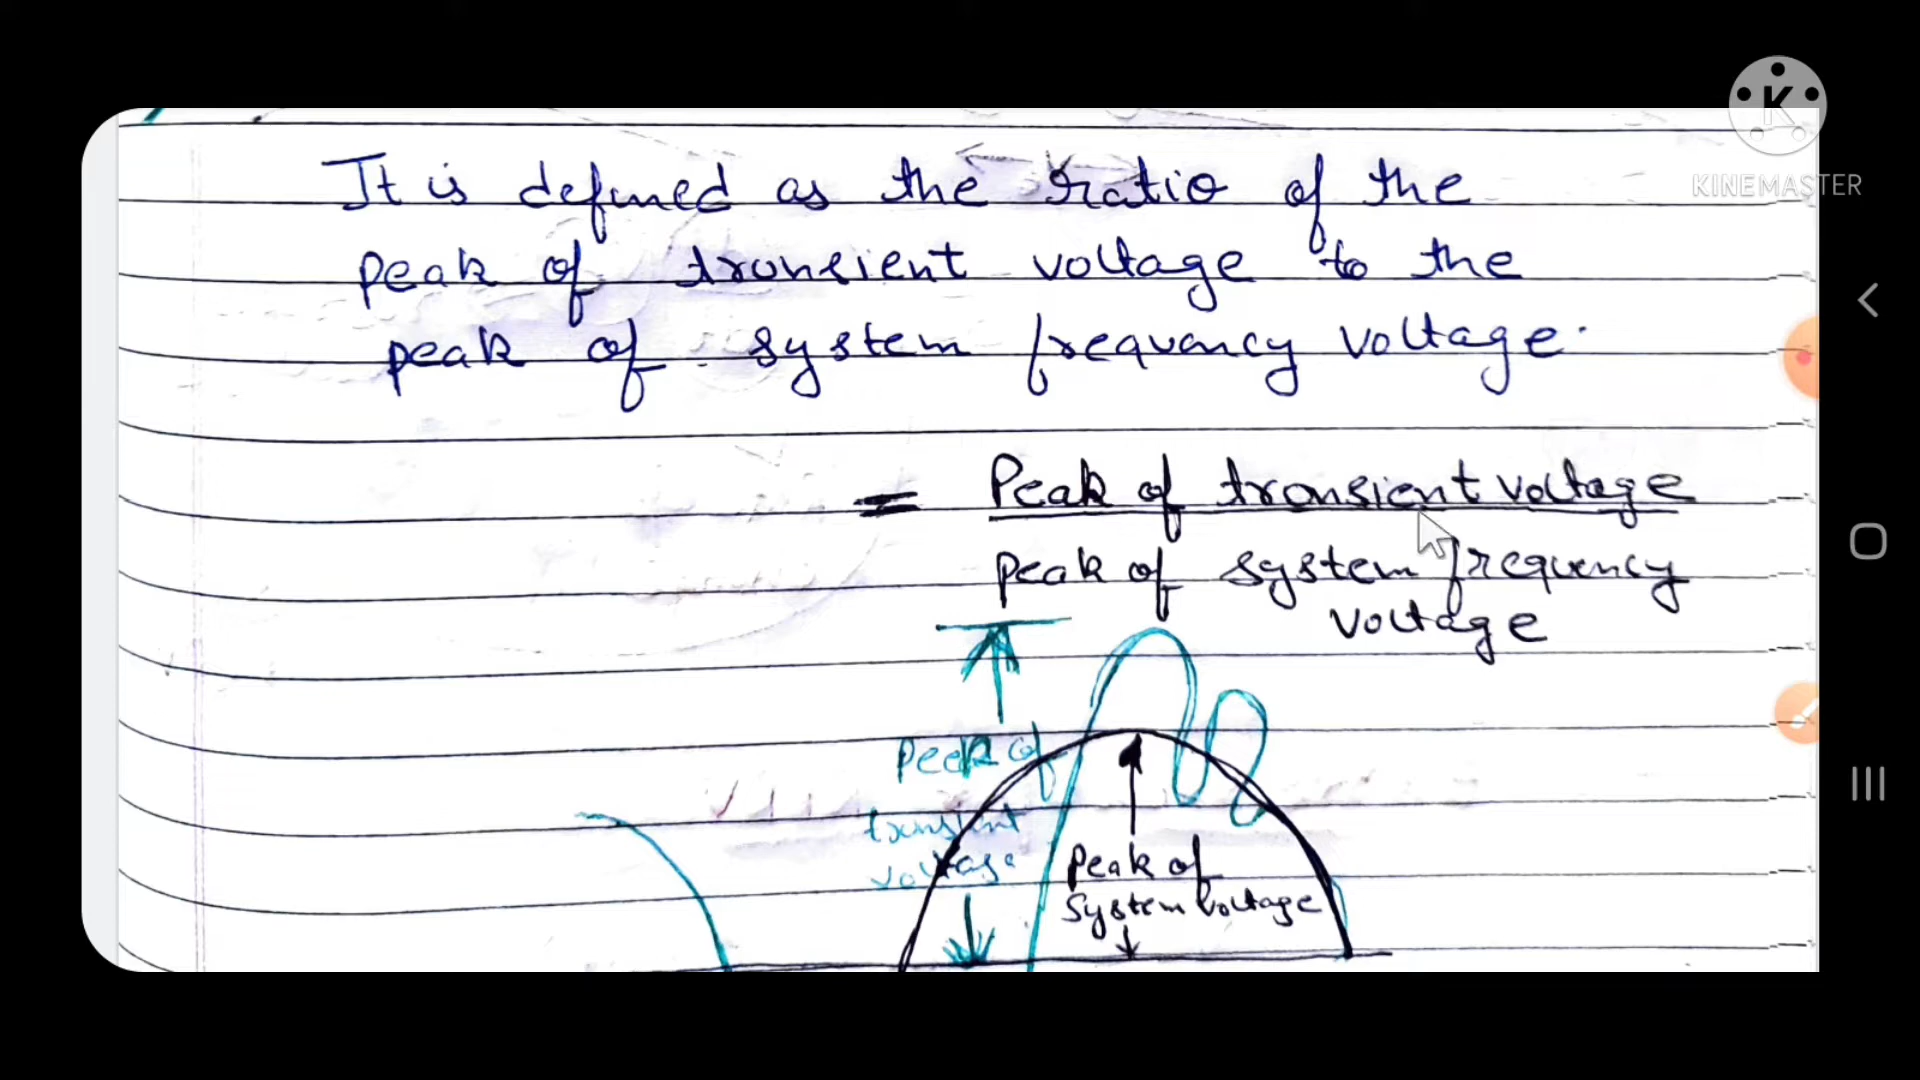 K
KINEMASTER
It is defined as the ratio of the
peak of transient voltage to the
peak of system frequency voltage.
= Peak of transient voltage
peak of system frequency
voltage
Peak of
transient
voltage
Peak of
System voltage